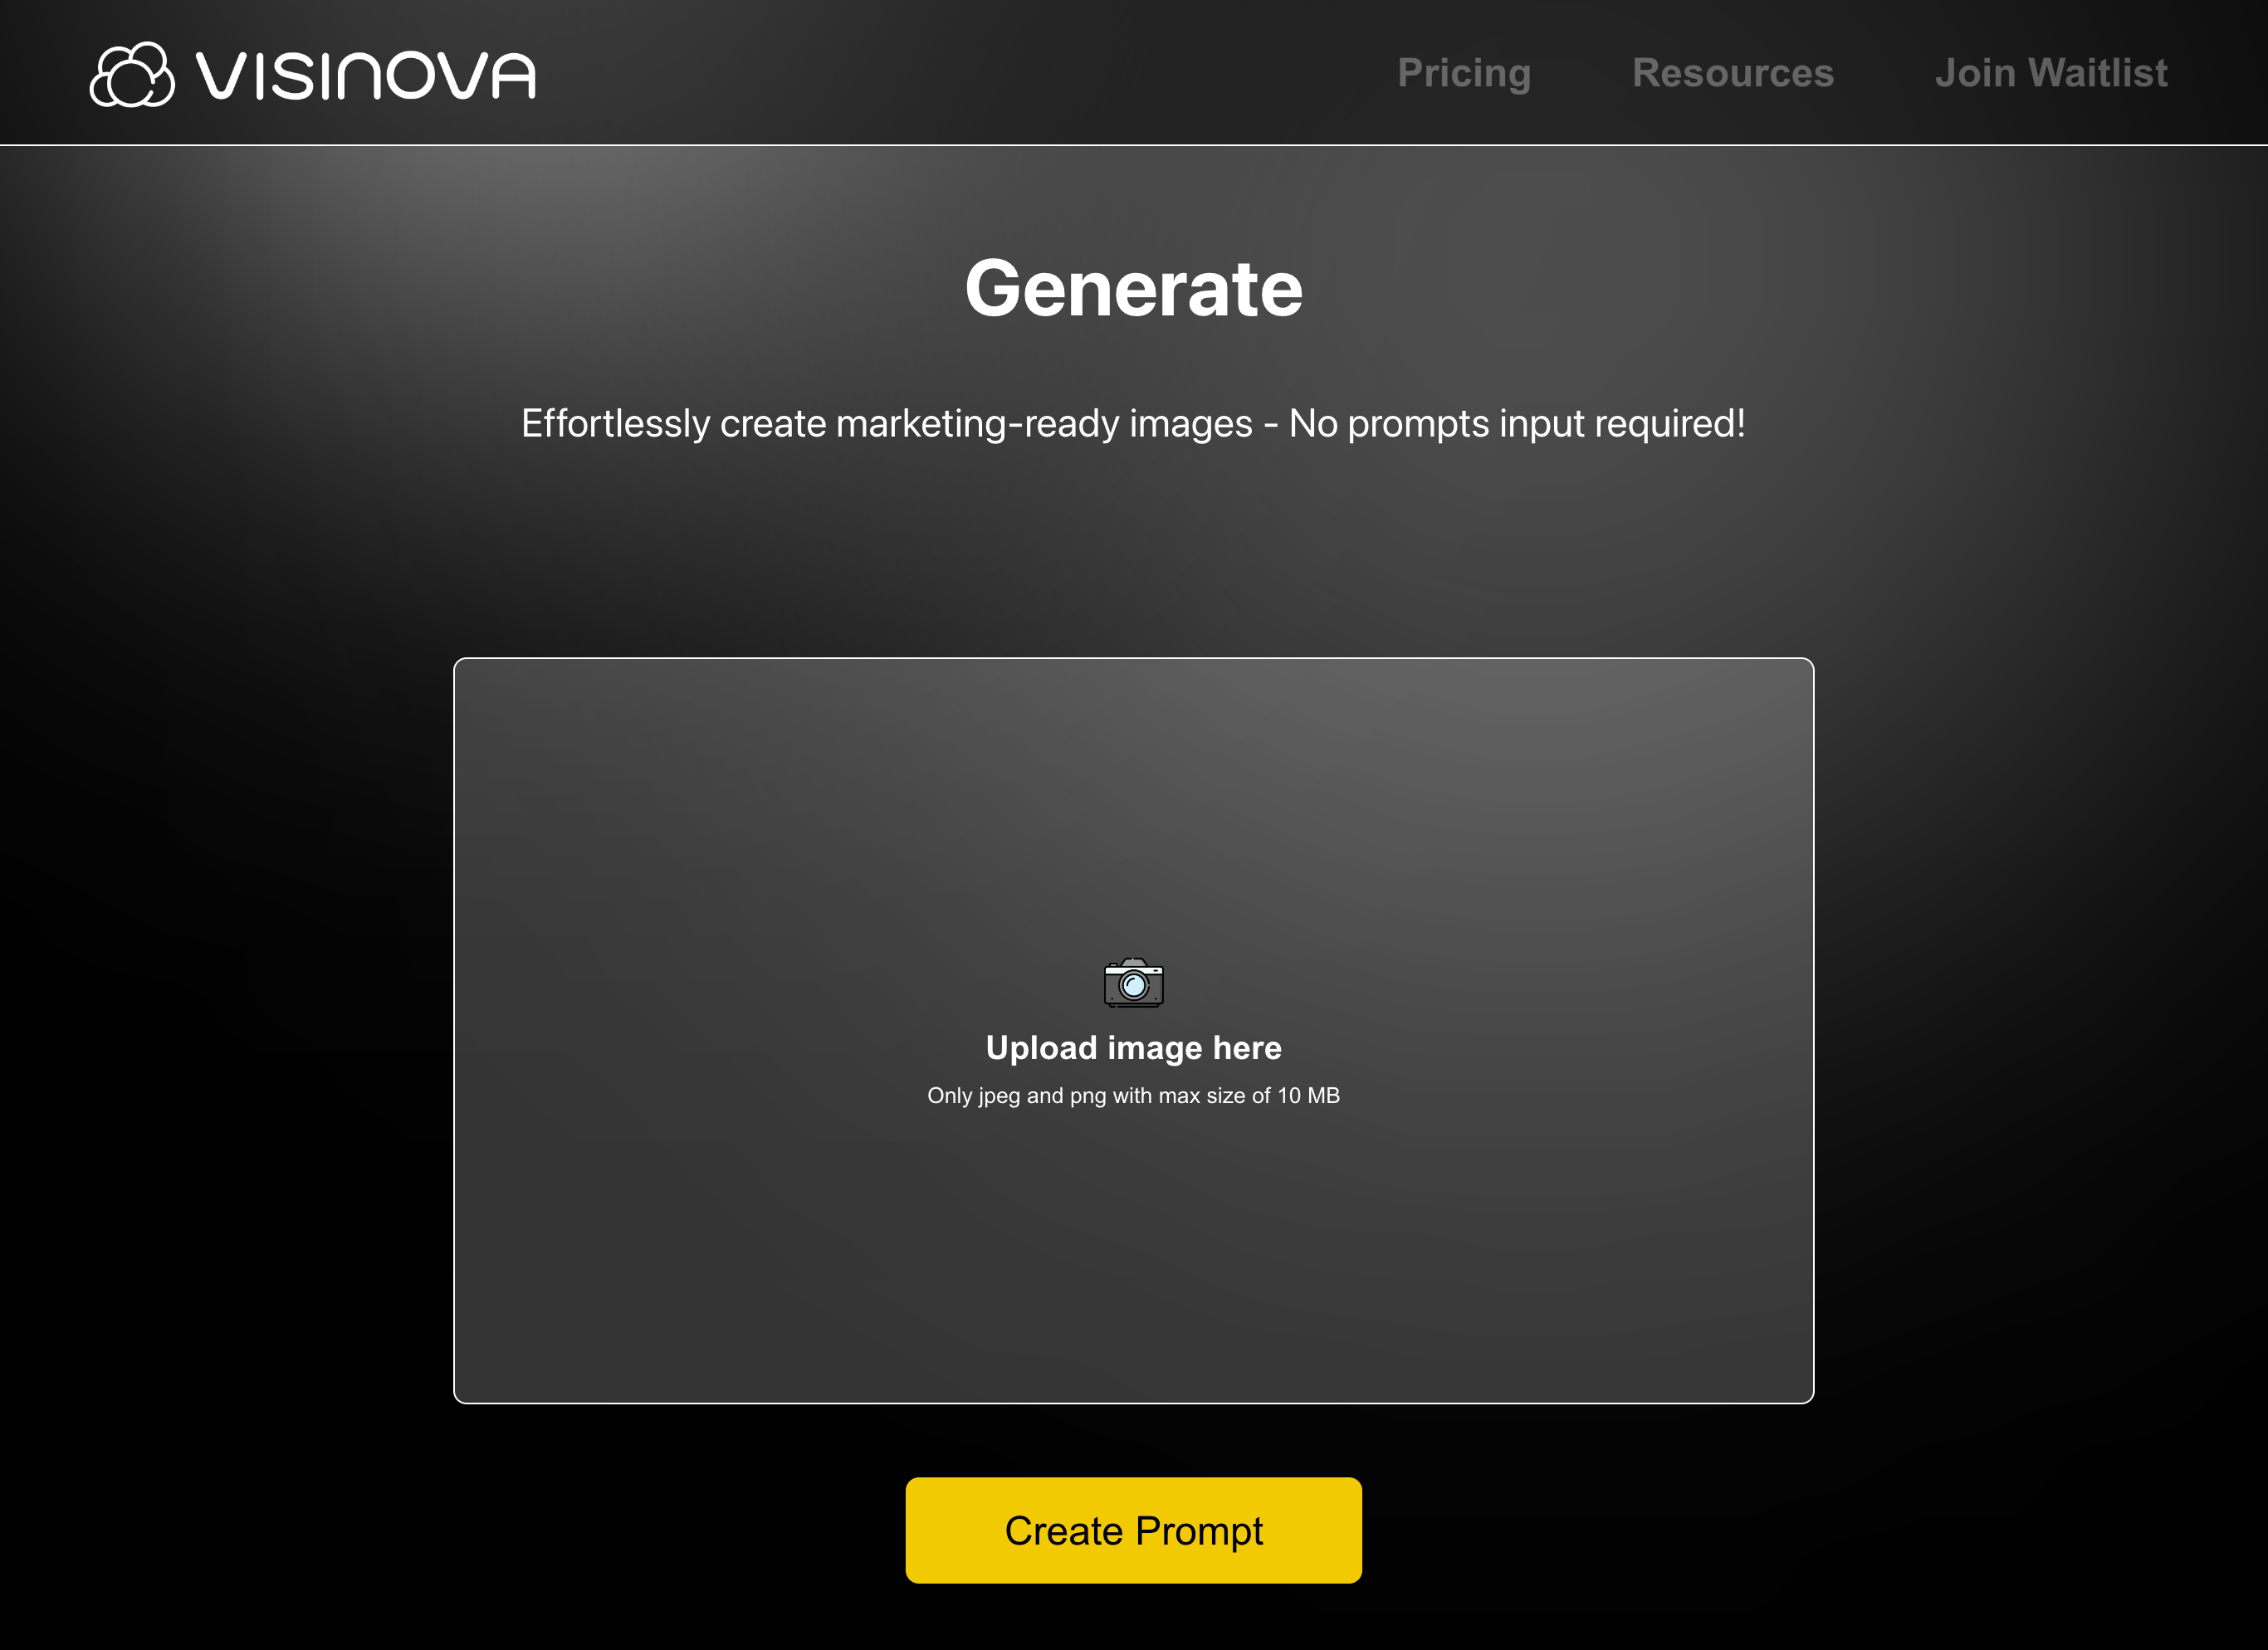 VISINOVA
Pricing
Resources
Join Waitlist
Generate
Effortlessly create marketing-ready images - No prompts input required!
Upload image here
Only jpeg and png with max size of 10 MB
Create Prompt